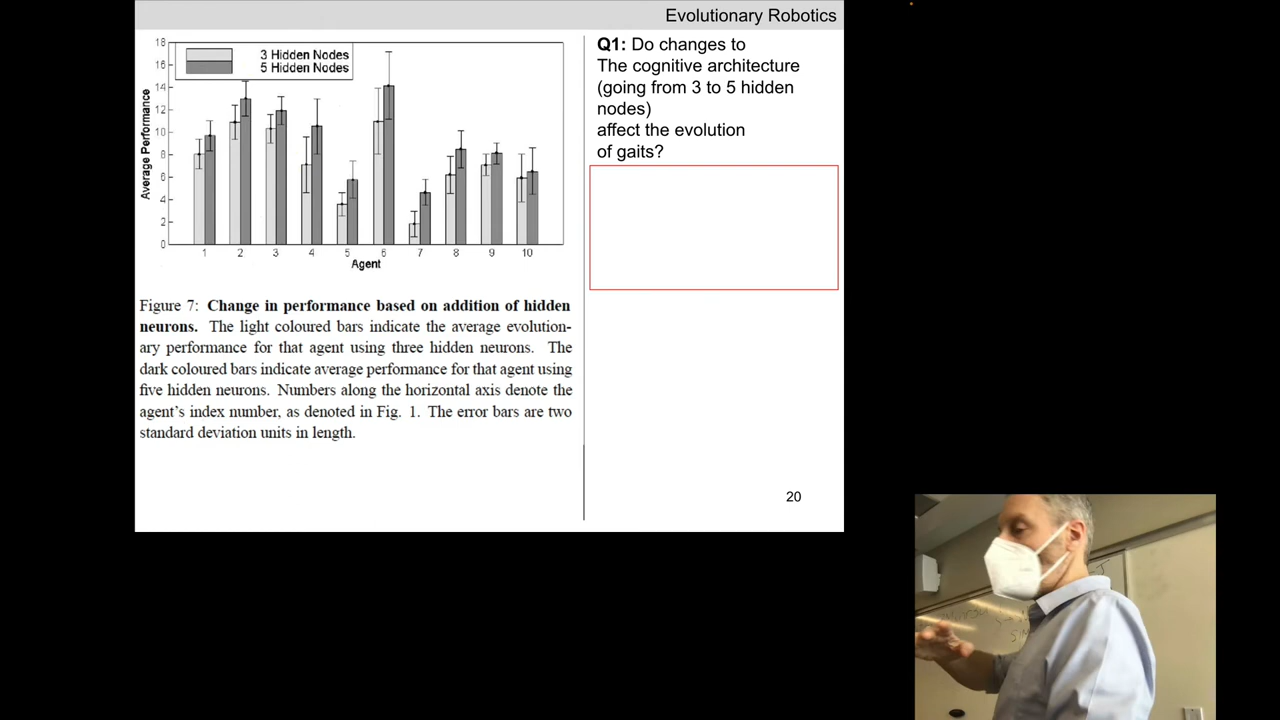 Evolutionary Robotics
18
16
14
12
10
8
6
4
2
0
Average Performance
3 Hidden Nodes
5 Hidden Nodes
1 2 3 4 5 6 7 8 9 10
Agent
Figure 7: Change in performance based on addition of hidden
neurons. The light coloured bars indicate the average evolution-
ary performance for that agent using three hidden neurons. The
dark coloured bars indicate average performance for that agent using
five hidden neurons. Numbers along the horizontal axis denote the
agent's index number, as denoted in Fig. 1. The error bars are two
standard deviation units in length.
Q1: Do changes to
The cognitive architecture
(going from 3 to 5 hidden
nodes)
affect the evolution
of gaits?
20